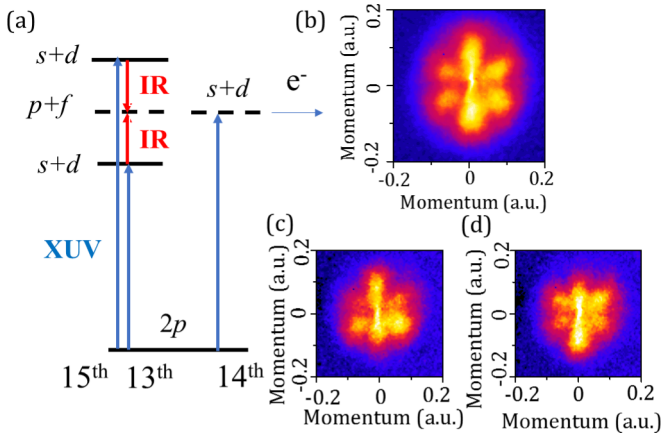 (a)
s+d
IR
p+f
IR
s+d
s+d
e-
XUV
2p
15th
13th
14th
(b)
Momentum (a.u.)
0.2
0
-0.2
-0.2
0
0.2
Momentum (a.u.)
(c)
Momentum (a.u.)
0.2
0
-0.2
-0.2
0
0.2
Momentum (a.u.)
(d)
Momentum (a.u.)
0.2
0
-0.2
-0.2
0
0.2
Momentum (a.u.)